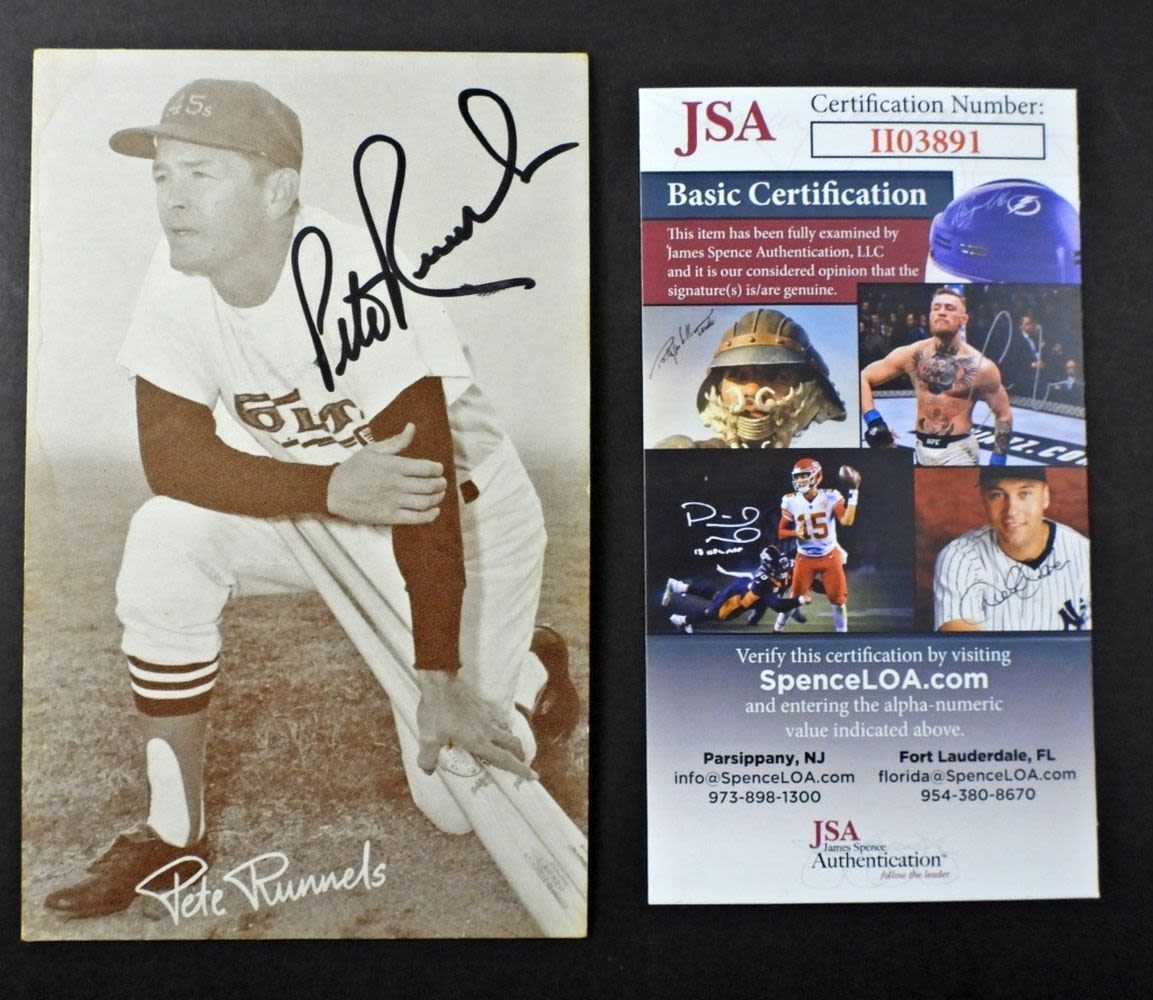 .45s
Pete Runnels
Colts
Pete Runnels
JSA
Certification Number:
II03891
Basic Certification
This item has been fully examined by
James Spence Authentication, LLC
and it is our considered opinion that the
signature(s) is/are genuine.
UFC
15
NY
Verify this certification by visiting
SpenceLOA.com
and entering the alpha-numeric
value indicated above.
Parsippany, NJ
info@SpenceLOA.com
973-898-1300
Fort Lauderdale, FL
florida@SpenceLOA.com
954-380-8670
JSA
James Spence
Authentication
follow the leader